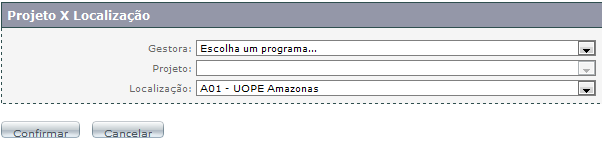 Projeto X Localização
Gestora: Escolha um programa...
Projeto:
Localização: A01 - UOPE Amazonas
Confirmar Cancelar